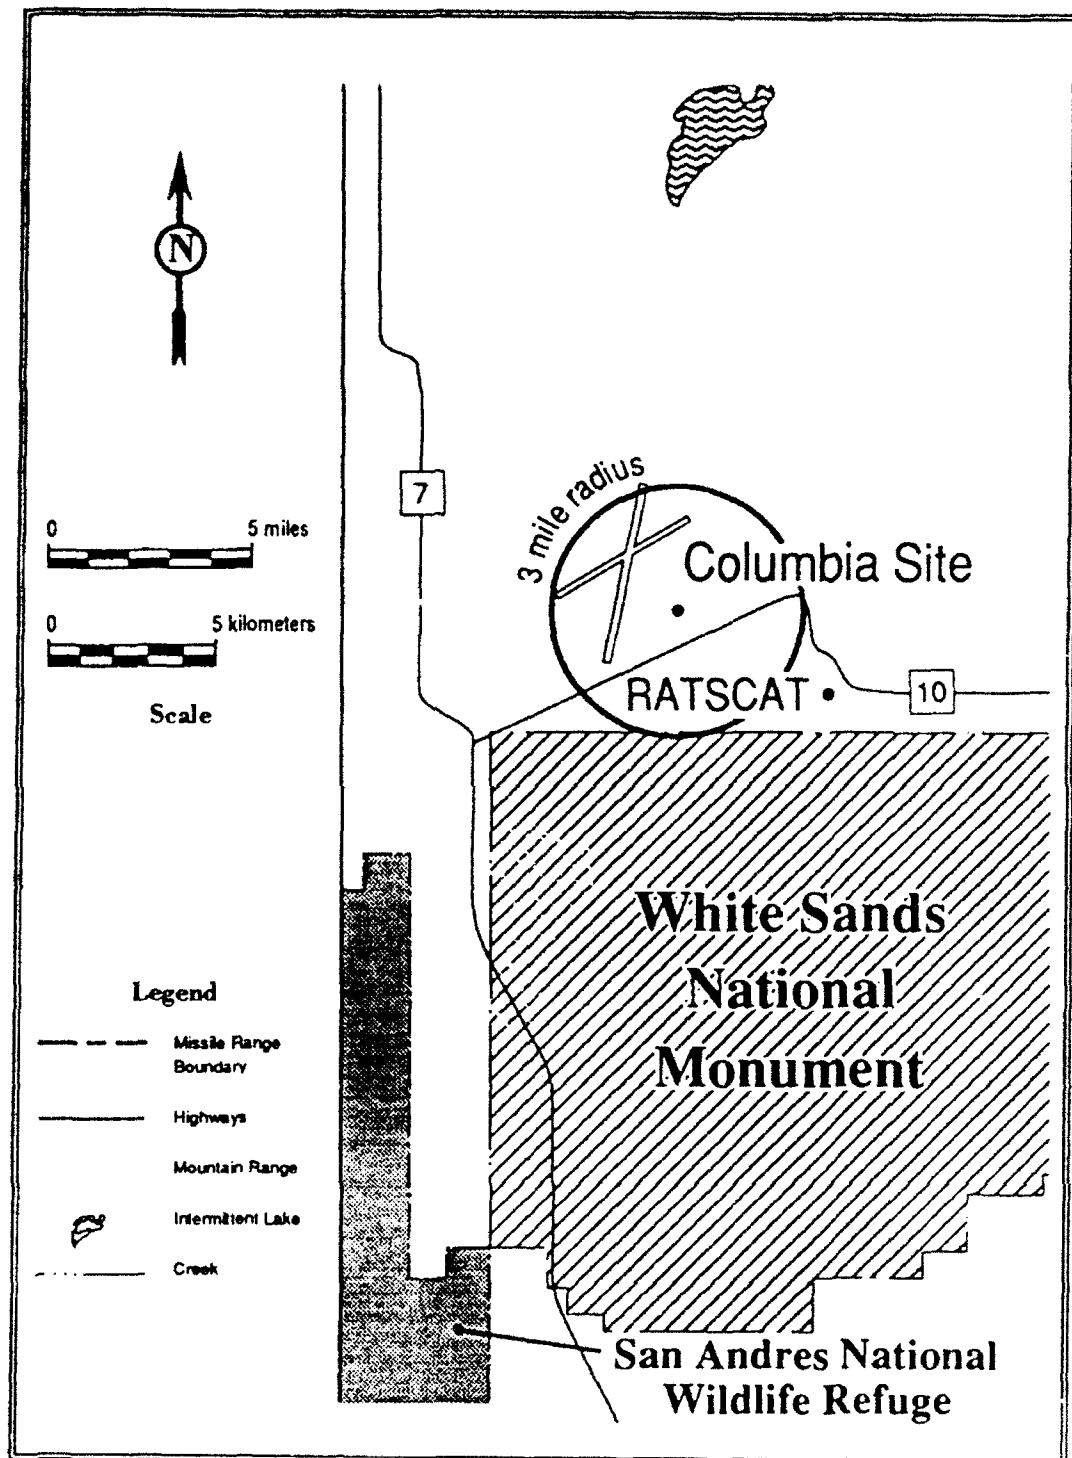 N
7
3 mile radius
0 5 miles
Columbia Site
0 5 kilometers
RATSCAT
10
Scale
White Sands
National
Monument
Legend
Missile Range
Boundary
Highways
Mountain Range
Intermittent Lake
Creek
San Andres National
Wildlife Refuge